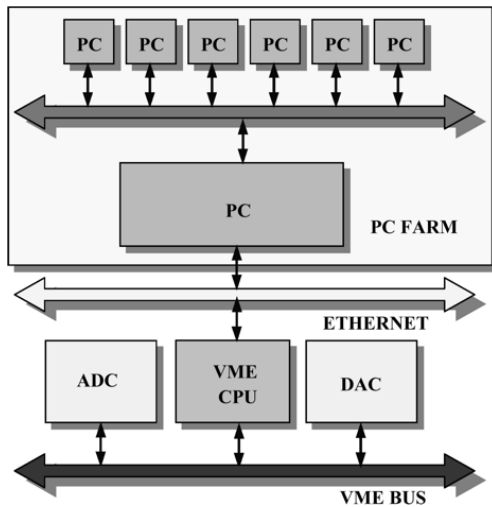 PC PC PC PC PC PC
PC
PC FARM
ETHERNET
ADC
VME
CPU
DAC
VME BUS